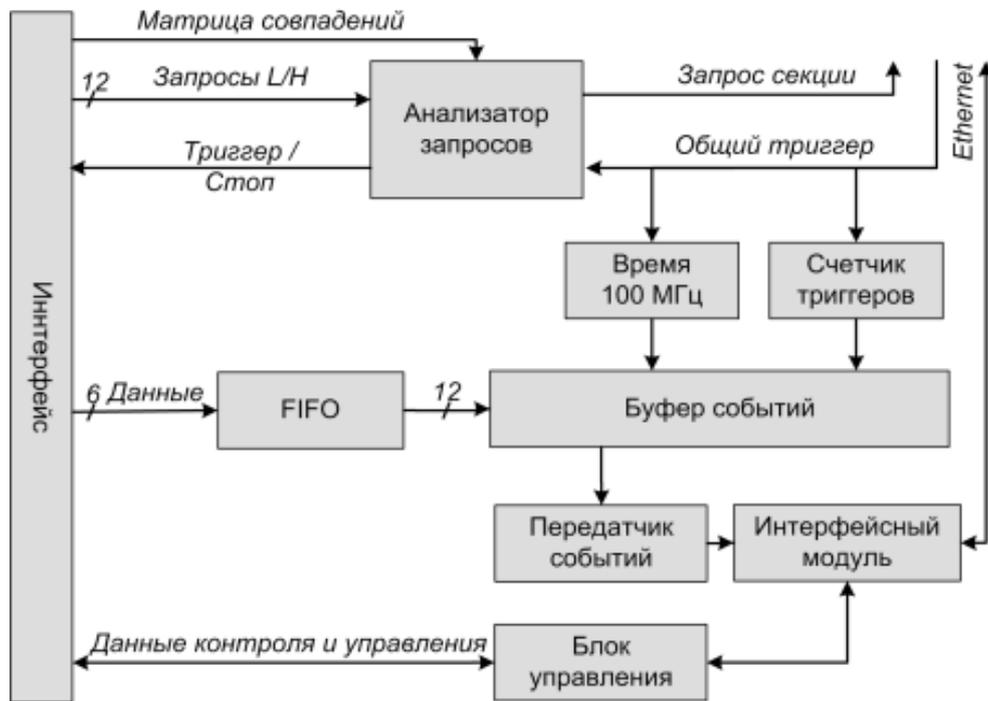 Матрица совпадений
12
Запросы L/H
Триггер /
Стоп
Анализатор
запросов
Запрос секции
Общий триггер
Ethernet
Время
100 МГц
Счетчик
триггеров
Иннтерфейс
6 Данные
FIFO
12
Буфер событий
Передатчик
событий
Интерфейсный
модуль
Данные контроля и управления
Блок
управления